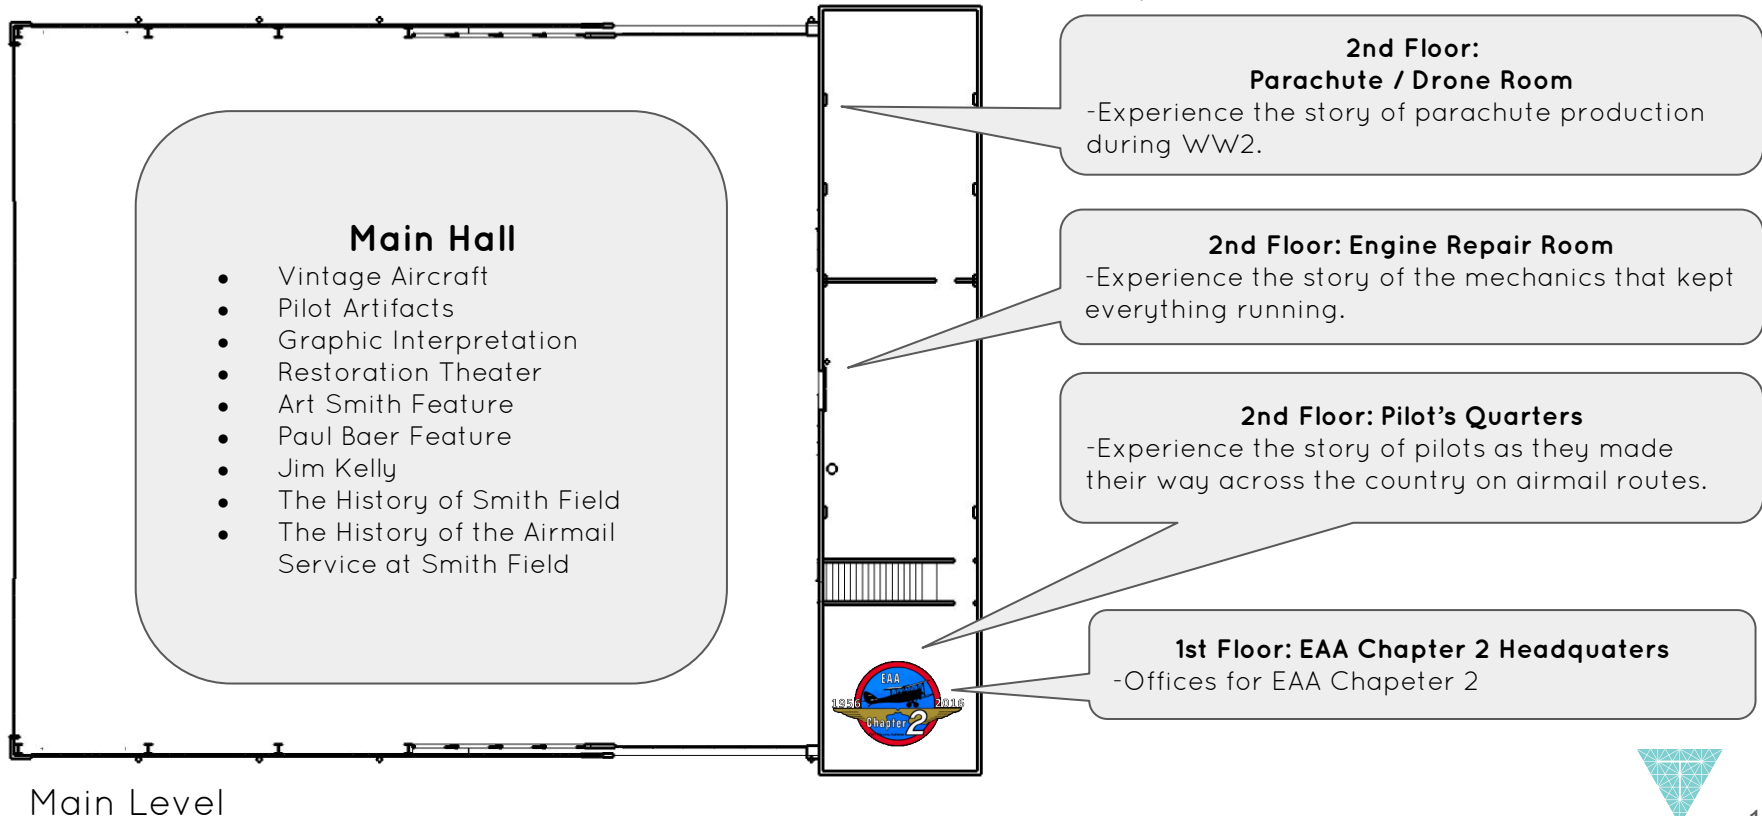 Main Hall
● Vintage Aircraft
● Pilot Artifacts
● Graphic Interpretation
● Restoration Theater
● Art Smith Feature
● Paul Baer Feature
● Jim Kelly
● The History of Smith Field
● The History of the Airmail
Service at Smith Field
2nd Floor:
Parachute / Drone Room
-Experience the story of parachute production
during WW2.
2nd Floor: Engine Repair Room
-Experience the story of the mechanics that kept
everything running.
2nd Floor: Pilot’s Quarters
-Experience the story of pilots as they made
their way across the country on airmail routes.
1st Floor: EAA Chapter 2 Headquaters
-Offices for EAA Chapeter 2
EAA
1956 2016
Chapter 2
Main Level